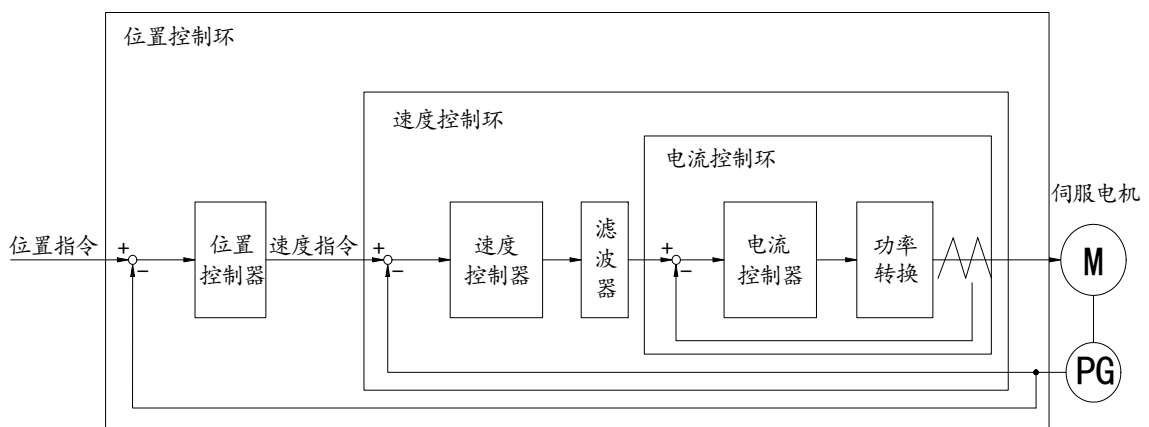 位置控制环
速度控制环
电流控制环
伺服电机
位置指令
+
−
位置
控制器
速度指令
+
−
速度
控制器
滤
波
器
+
−
电流
控制器
功率
转换
M
PG